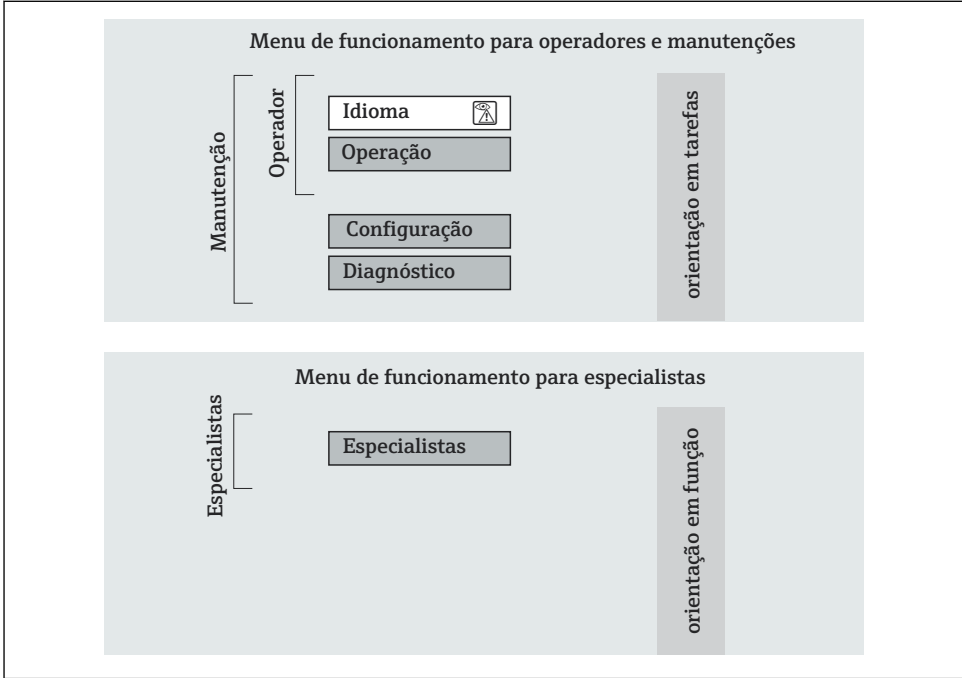 Menu de funcionamento para operadores e manutenções
Manutenção
Operador
Idioma
Operação
Configuração
Diagnóstico
orientação em tarefas
Menu de funcionamento para especialistas
Especialistas
Especialistas
orientação em função